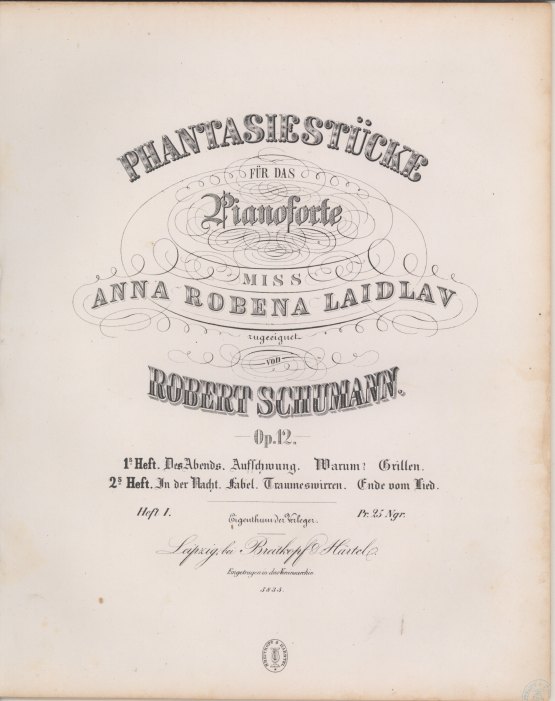 PHANTASIESTÜCKE
FÜR DAS
Pianoforte
MISS
ANNA ROBENA LAIDLAV
zugeeignet
VON
ROBERT SCHUMANN.
Op. 12.
1s Heft. Des Abends. Aufschwung. Warum? Grillen.
2s Heft. In der Nacht. Fabel. Traumeswirren. Ende vom Lied.
Heft I. Pr. 25 Ngr.
Eigenthum der Verleger.
Leipzig, bei Breitkopf & Härtel
Eingetragen in das Vereinsarchiv.
5835.
BREITKOPF & HAERTEL